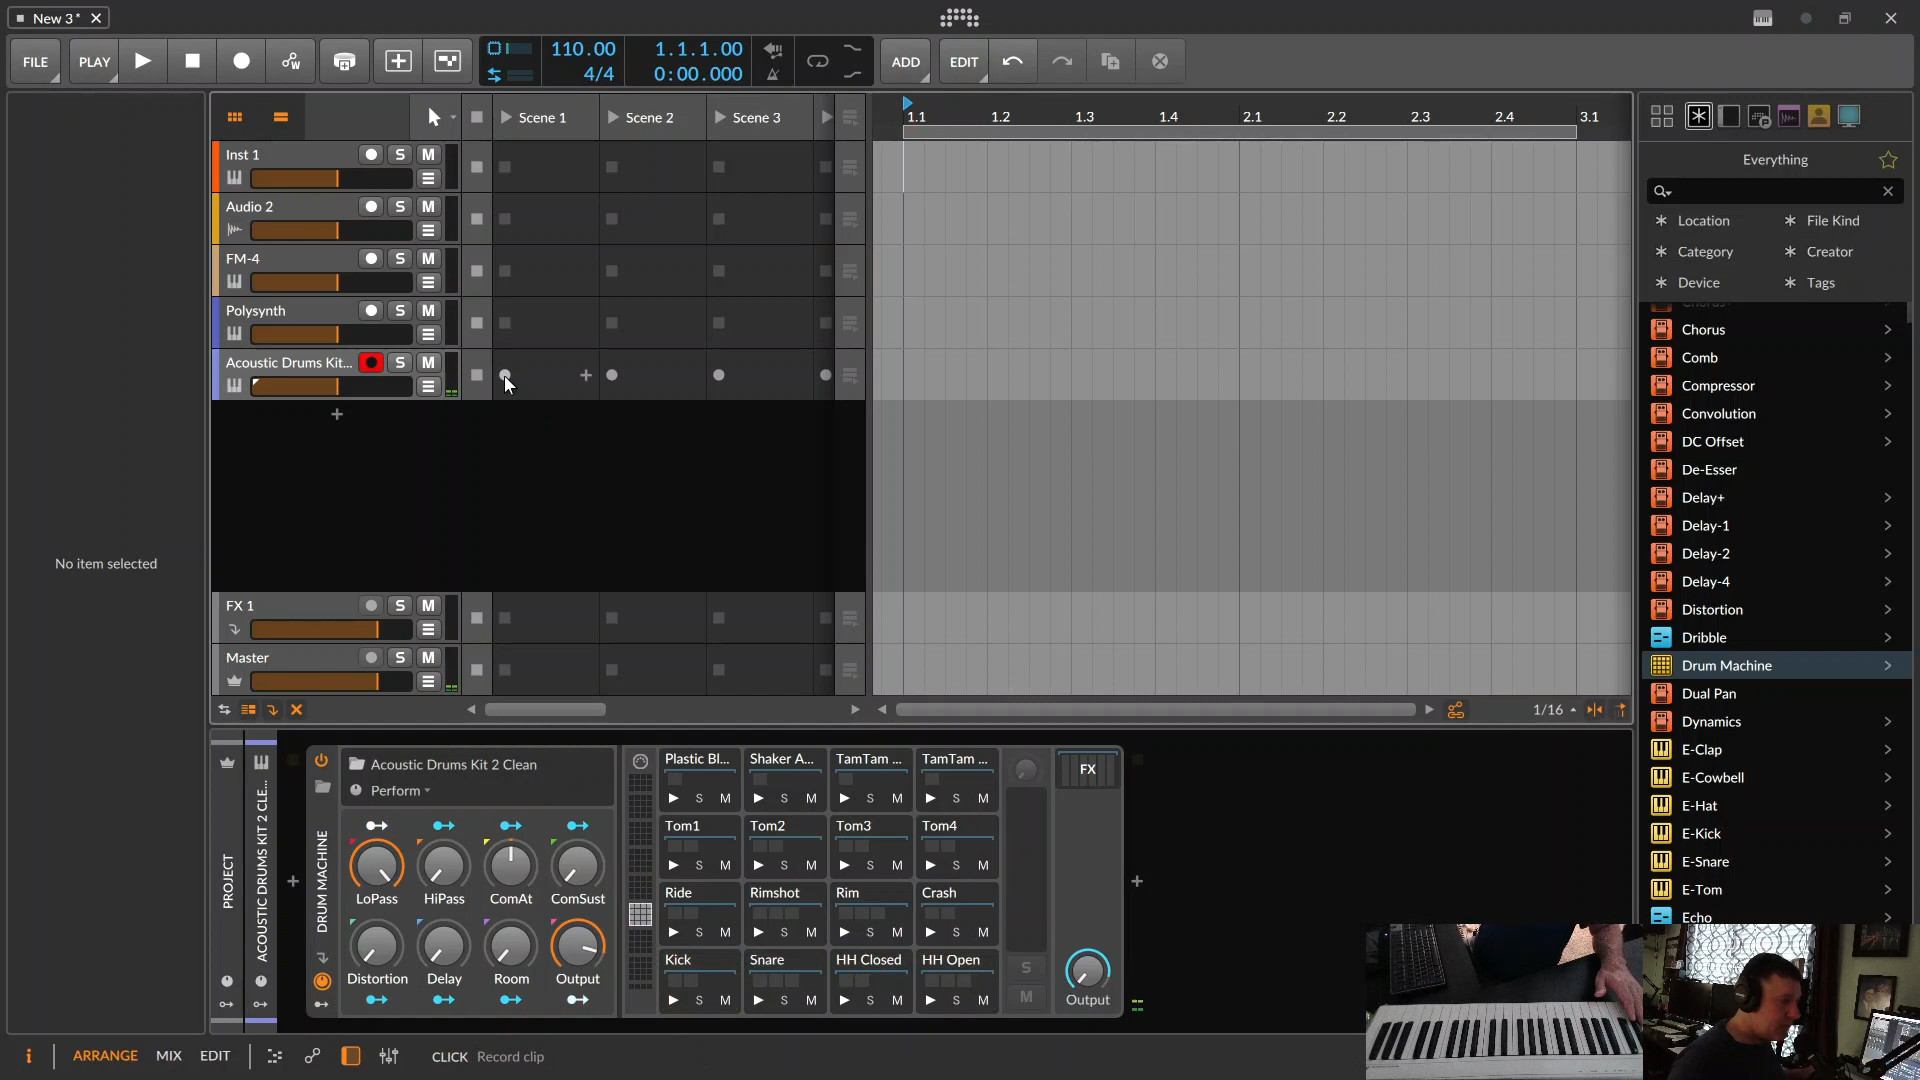 New 3 *
FILE
PLAY
110.00
4/4
1.1.1.00
0:00.000
ADD
EDIT
Scene 1
Scene 2
Scene 3
1.1
1.2
1.3
1.4
2.1
2.2
2.3
2.4
3.1
Inst 1
S M
Audio 2
S M
FM-4
S M
Polysynth
S M
Acoustic Drums Kit...
S M
No item selected
FX 1
S M
Master
S M
1/16
Everything
Location
File Kind
Category
Creator
Device
Tags
Chorus
Comb
Compressor
Convolution
DC Offset
De-Esser
Delay+
Delay-1
Delay-2
Delay-4
Distortion
Dribble
Drum Machine
Dual Pan
Dynamics
E-Clap
E-Cowbell
E-Hat
E-Kick
E-Snare
E-Tom
Echo
PROJECT
ACOUSTIC DRUMS KIT 2 CLE...
DRUM MACHINE
Acoustic Drums Kit 2 Clean
Perform
LoPass
HiPass
ComAt
ComSust
Distortion
Delay
Room
Output
Plastic Bl...
Shaker A...
TamTam ...
TamTam ...
S M S M S M S M
Tom1
Tom2
Tom3
Tom4
S M S M S M S M
Ride
Rimshot
Rim
Crash
S M S M S M S M
Kick
Snare
HH Closed
HH Open
S M S M S M S M
S
M
FX
Output
i
ARRANGE
MIX
EDIT
CLICK Record clip